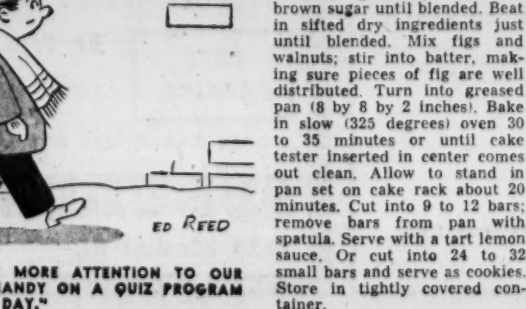 ED REED
MORE ATTENTION TO OUR
HANDY ON A QUIZ PROGRAM
DAY."
brown sugar until blended. Beat
in sifted dry ingredients just
until blended. Mix figs and
walnuts; stir into batter, mak-
ing sure pieces of fig are well
distributed. Turn into greased
pan (8 by 8 by 2 inches). Bake
in slow (325 degrees) oven 30
to 35 minutes or until cake
tester inserted in center comes
out clean. Allow to stand in
pan set on cake rack about 20
minutes. Cut into 9 to 12 bars;
remove bars from pan with
spatula. Serve with a tart lemon
sauce. Or cut into 24 to 32
small bars and serve as cookies.
Store in tightly covered con-
tainer.